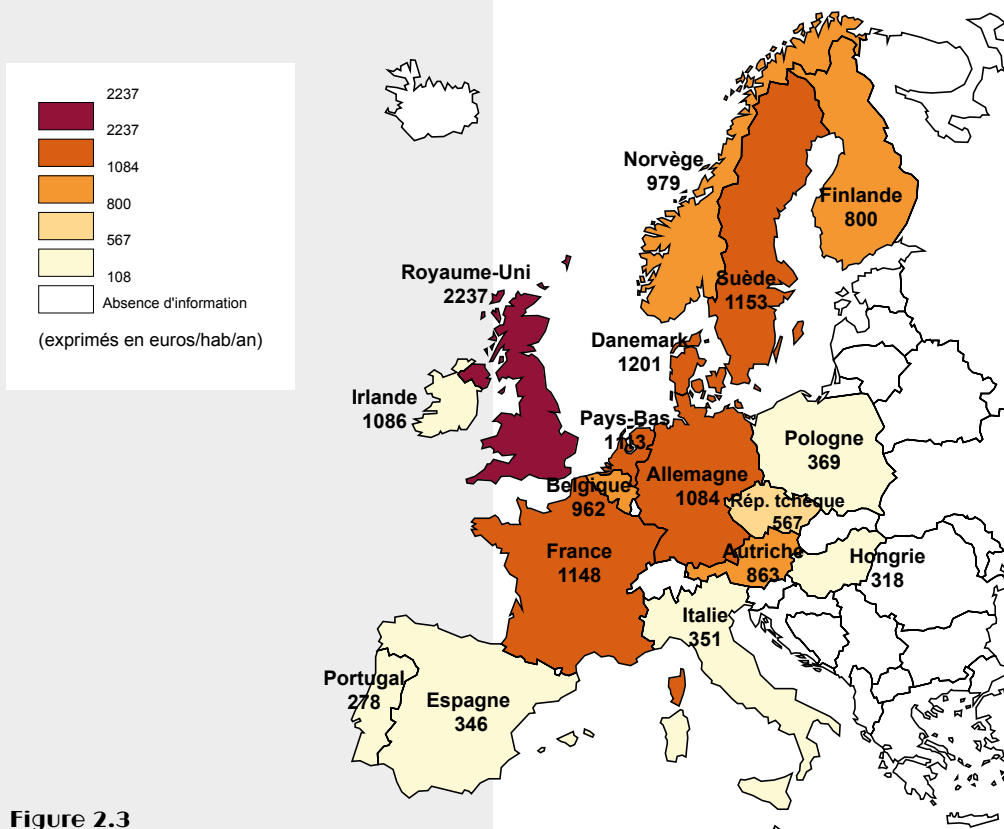 2237
2237
1084
800
567
108
Absence d'information
(exprimés en euros/hab/an)
Norvège
979
Finlande
800
Royaume-Uni
2237
Suède
1153
Danemark
1201
Irlande
1086
Pays-Bas
1113
Pologne
369
Allemagne
1084
Belgique
962
Rép. tchèque
567
France
1148
Autriche
863
Hongrie
318
Italie
351
Portugal
278
Espagne
346
Figure 2.3